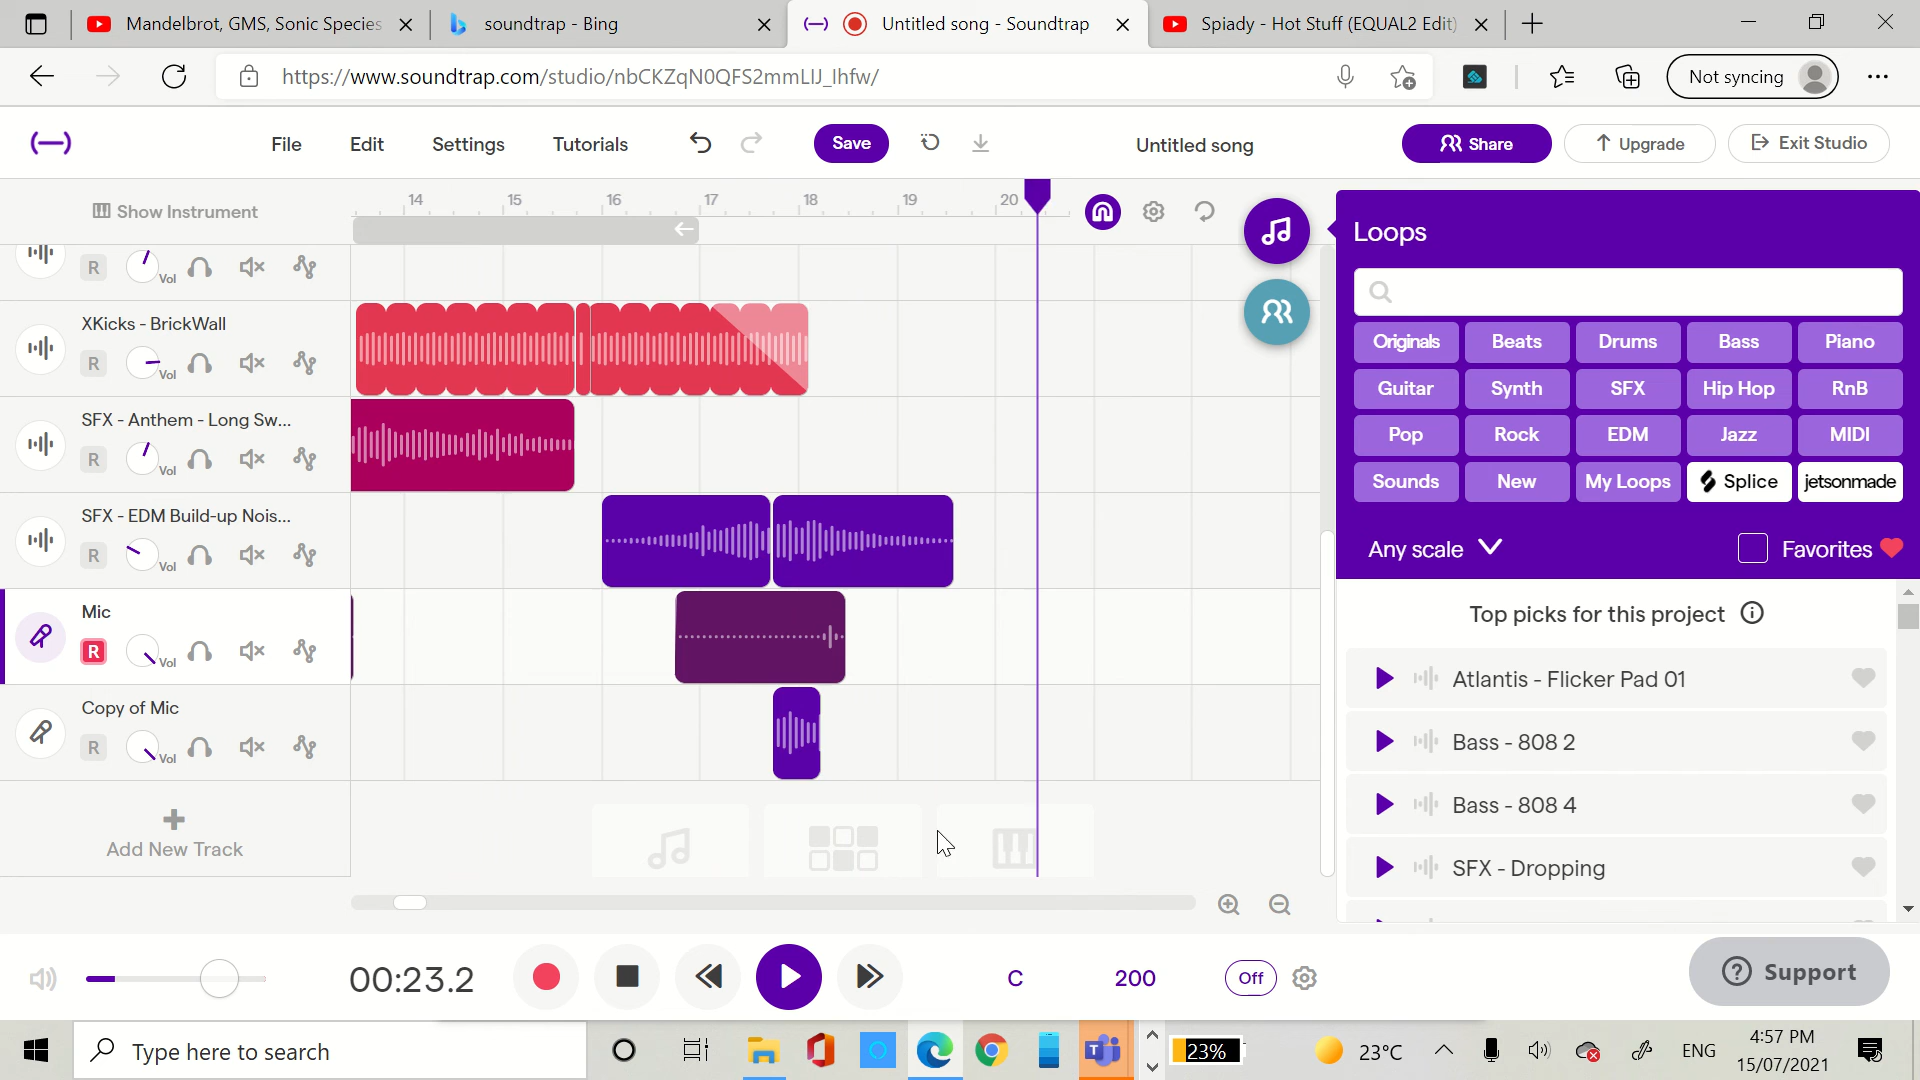 Mandelbrot, GMS, Sonic Species
soundtrap - Bing
Untitled song - Soundtrap
Spiady - Hot Stuff (EQUAL2 Edit)
https://www.soundtrap.com/studio/nbCKZqN0QFS2mmLIJ_lhfw/
Not syncing
File
Edit
Settings
Tutorials
Save
Untitled song
Share
Upgrade
Exit Studio
Show Instrument
14 15 16 17 18 19 20
R Vol
XKicks - BrickWall
R Vol
SFX - Anthem - Long Sw...
R Vol
SFX - EDM Build-up Nois...
R Vol
Mic
R Vol
Copy of Mic
R Vol
Add New Track
Loops
Originals Beats Drums Bass Piano
Guitar Synth SFX Hip Hop RnB
Pop Rock EDM Jazz MIDI
Sounds New My Loops Splice jetsonmade
Any scale
Favorites
Top picks for this project
Atlantis - Flicker Pad 01
Bass - 808 2
Bass - 808 4
SFX - Dropping
00:23.2
C
200
Off
Support
Type here to search
23%
23°C
ENG
4:57 PM
15/07/2021